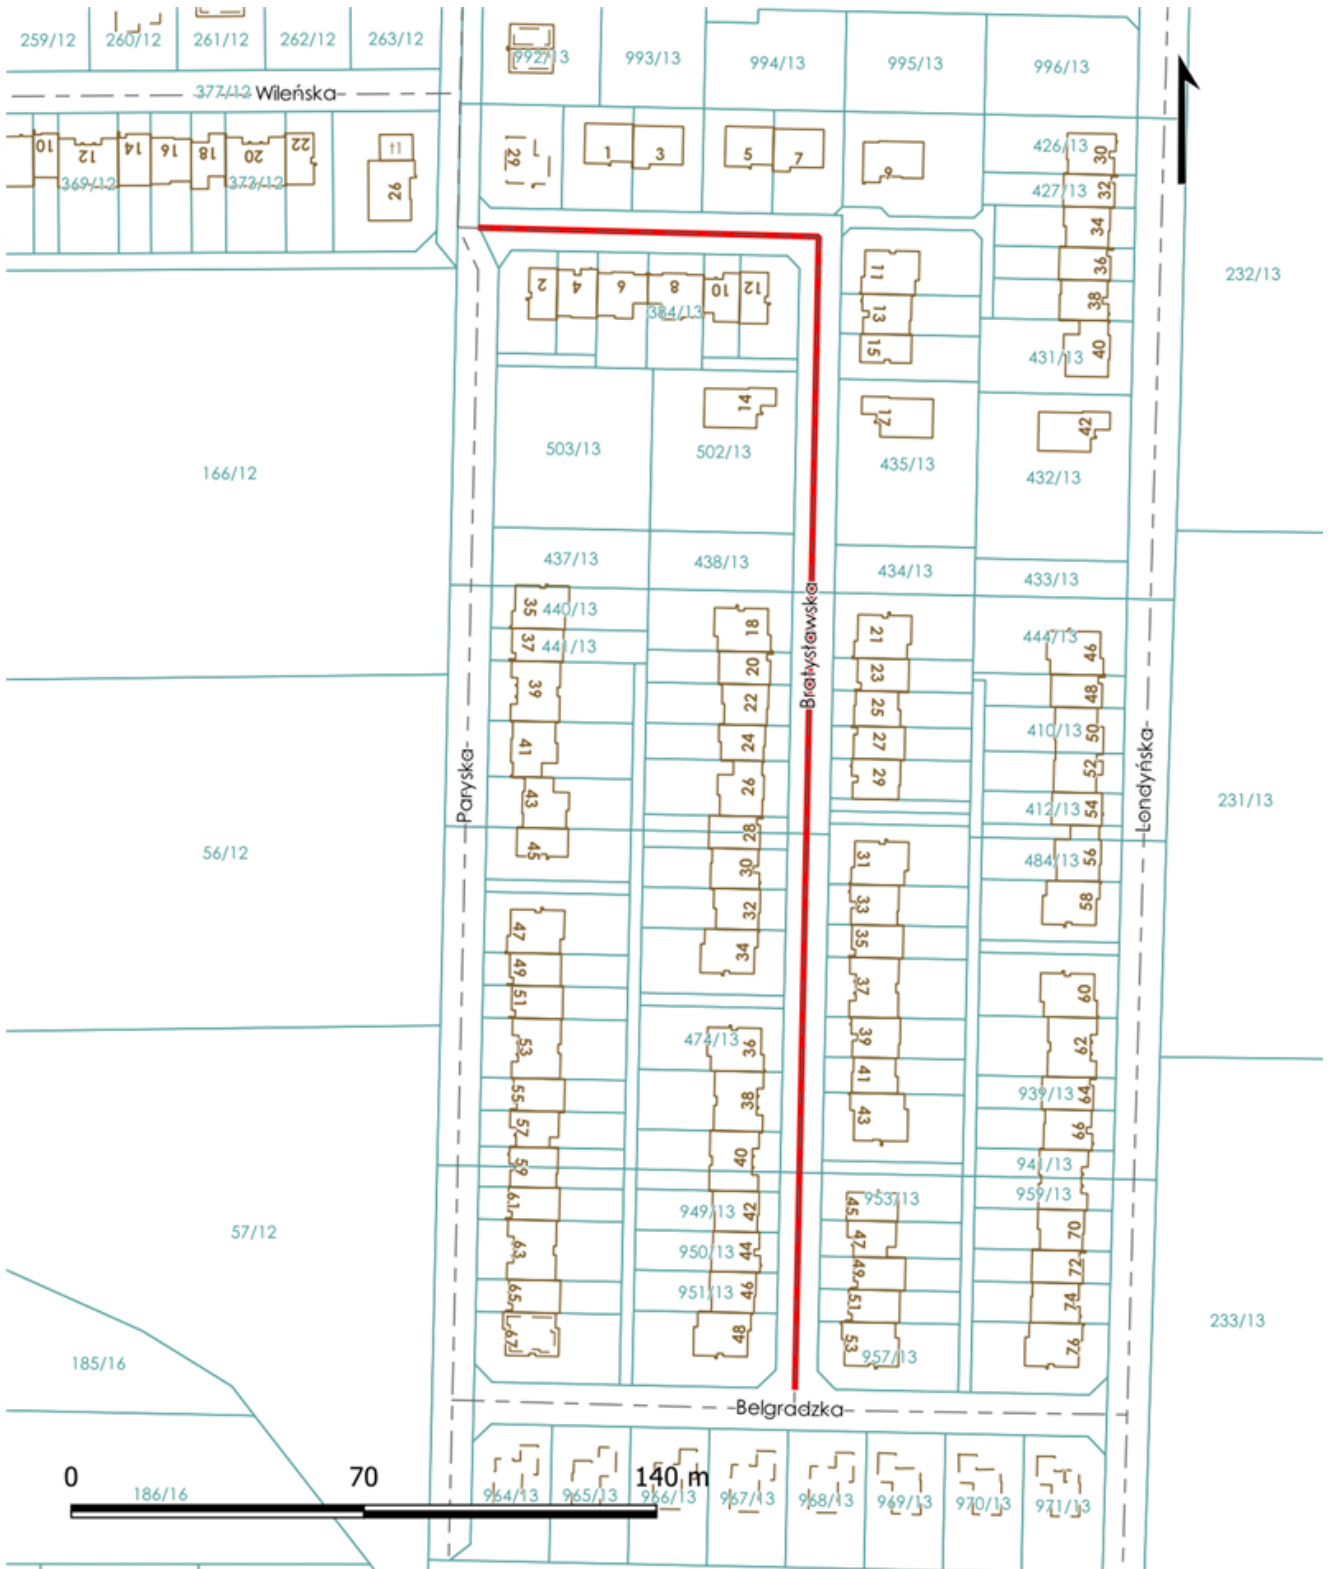 259/12 260/12 261/12 262/12 263/12 992/13 993/13 994/13 995/13 996/13
377/12 Wileńska
10 12 14 16 18 20 22 t1 26 29 1 3 5 7 9 426/13 30
369/12 373/12 427/13 32
34
2 4 6 8 10 12 11 36 232/13
384/13 13 38
15 431/13 40
14 17 42
166/12 503/13 502/13 435/13 432/13
437/13 438/13 434/13 433/13
35 440/13 18 Bratysławska 21 444/13 46
37 441/13 20 23 48
39 22 25 410/13 50
41 Paryska 24 27 Londyńska 52
43 26 29 412/13 54 231/13
45 28 31 484/13 56
56/12 30 33 58
47 32 35
49 34 37 60
51
53 474/13 36 39 62
55 38 41 939/13 64
57 40 43 66
59 941/13
61 949/13 42 45 953/13 959/13
57/12 63 950/13 44 47 70
65 951/13 46 49 72
67 48 51 74 233/13
185/16 53 957/13 76
Belgradzka
0 70 140 m
186/16 964/13 965/13 966/13 967/13 968/13 969/13 970/13 971/13